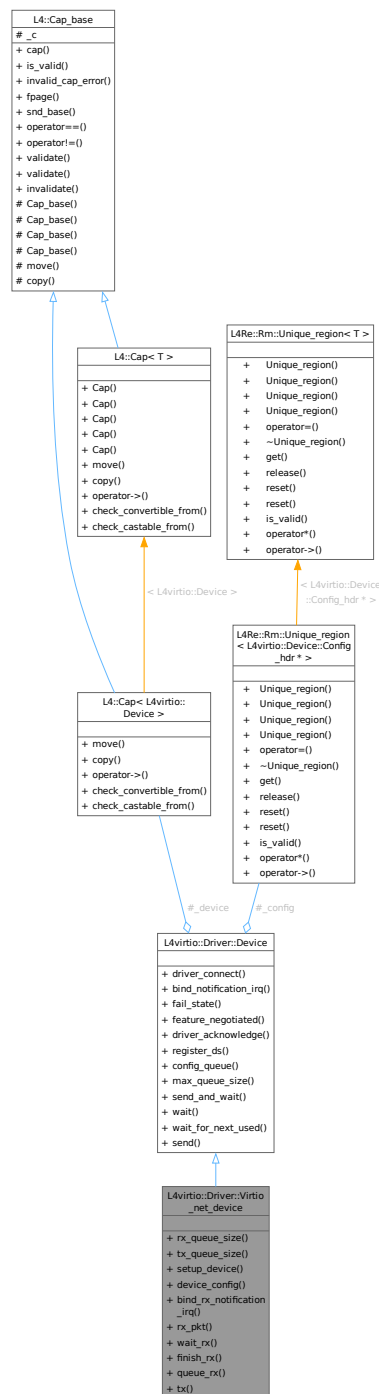 L4::Cap_base
# _c
+ cap()
+ is_valid()
+ invalid_cap_error()
+ fpage()
+ snd_base()
+ operator==()
+ operator!=()
+ validate()
+ validate()
+ invalidate()
# Cap_base()
# Cap_base()
# Cap_base()
# Cap_base()
# move()
# copy()
L4::Cap< T >
+ Cap()
+ Cap()
+ Cap()
+ Cap()
+ Cap()
+ move()
+ copy()
+ operator->()
+ check_convertible_from()
+ check_castable_from()
L4Re::Rm::Unique_region< T >
+ Unique_region()
+ Unique_region()
+ Unique_region()
+ Unique_region()
+ operator=()
+ ~Unique_region()
+ get()
+ release()
+ reset()
+ reset()
+ is_valid()
+ operator*()
+ operator->()
< L4virtio::Device >
< L4virtio::Device
::Config_hdr * >
L4::Cap< L4virtio::
Device >
+ move()
+ copy()
+ operator->()
+ check_convertible_from()
+ check_castable_from()
L4Re::Rm::Unique_region
< L4virtio::Device::Config
_hdr * >
+ Unique_region()
+ Unique_region()
+ Unique_region()
+ Unique_region()
+ operator=()
+ ~Unique_region()
+ get()
+ release()
+ reset()
+ reset()
+ is_valid()
+ operator*()
+ operator->()
#_device
#_config
L4virtio::Driver::Device
+ driver_connect()
+ bind_notification_irq()
+ fail_state()
+ feature_negotiated()
+ driver_acknowledge()
+ register_ds()
+ config_queue()
+ max_queue_size()
+ send_and_wait()
+ wait()
+ wait_for_next_used()
+ send()
L4virtio::Driver::Virtio
_net_device
+ rx_queue_size()
+ tx_queue_size()
+ setup_device()
+ device_config()
+ bind_rx_notification
_irq()
+ rx_pkt()
+ wait_rx()
+ finish_rx()
+ queue_rx()
+ tx()